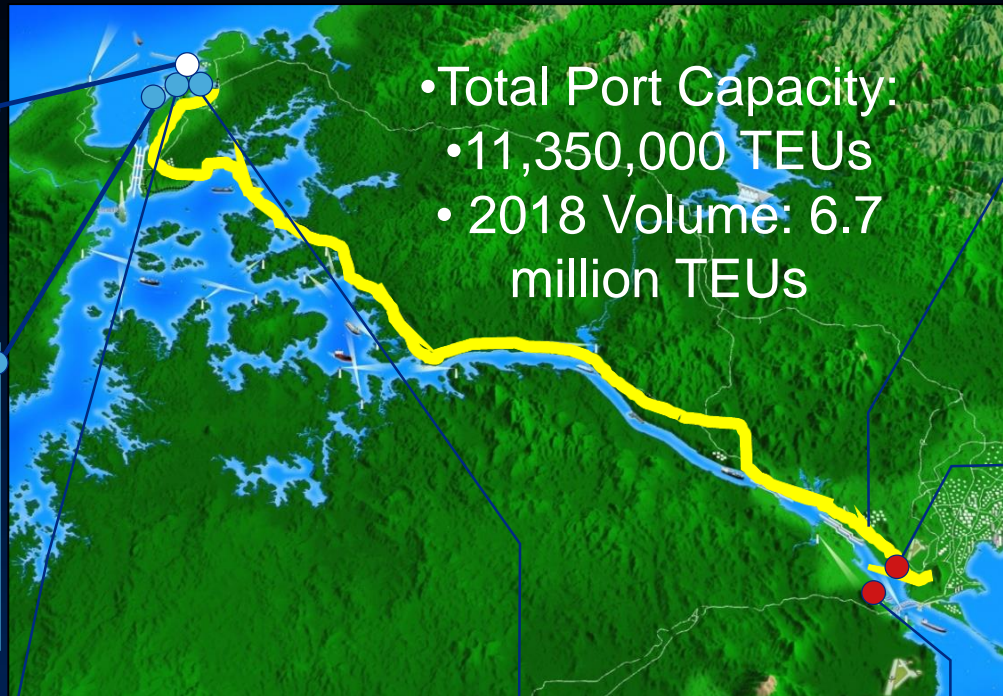 •Total Port Capacity:
•11,350,000 TEUs
• 2018 Volume: 6.7
million TEUs